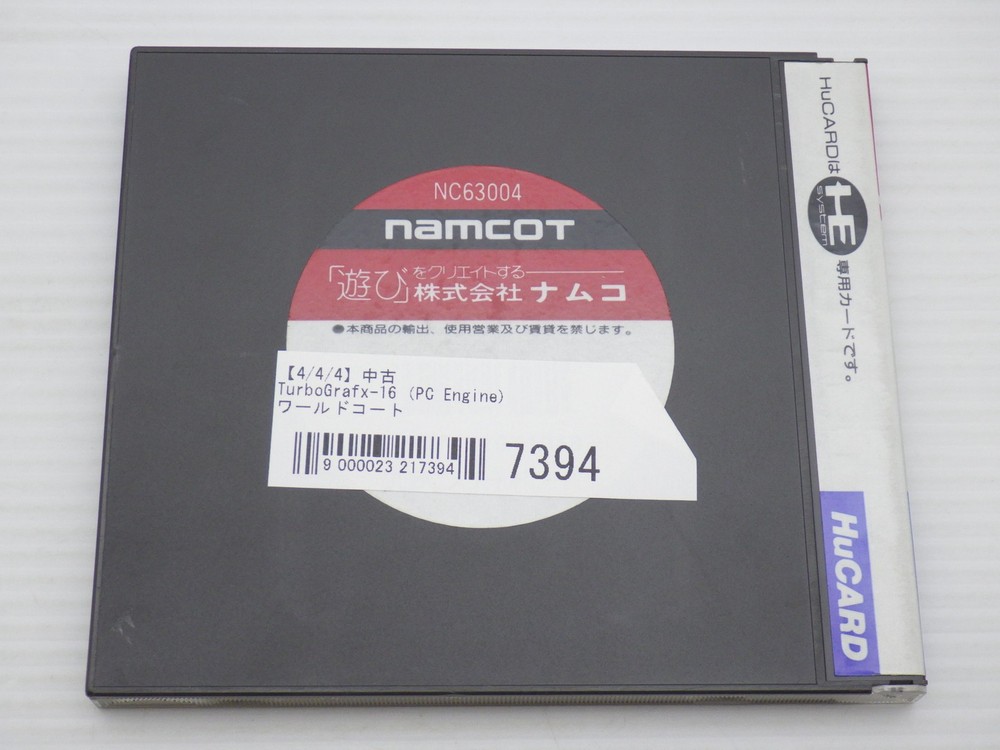 NC63004
namcot
「遊び」をクリエイトする
株式会社ナムコ
●本商品の輸出、使用営業及び賃貸を禁じます。
【4/4/4】中古
TurboGrafx-16 (PC Engine)
ワールドコート
9 000023 217394
7394
HuCARDは HE system 専用カードです。
HuCARD